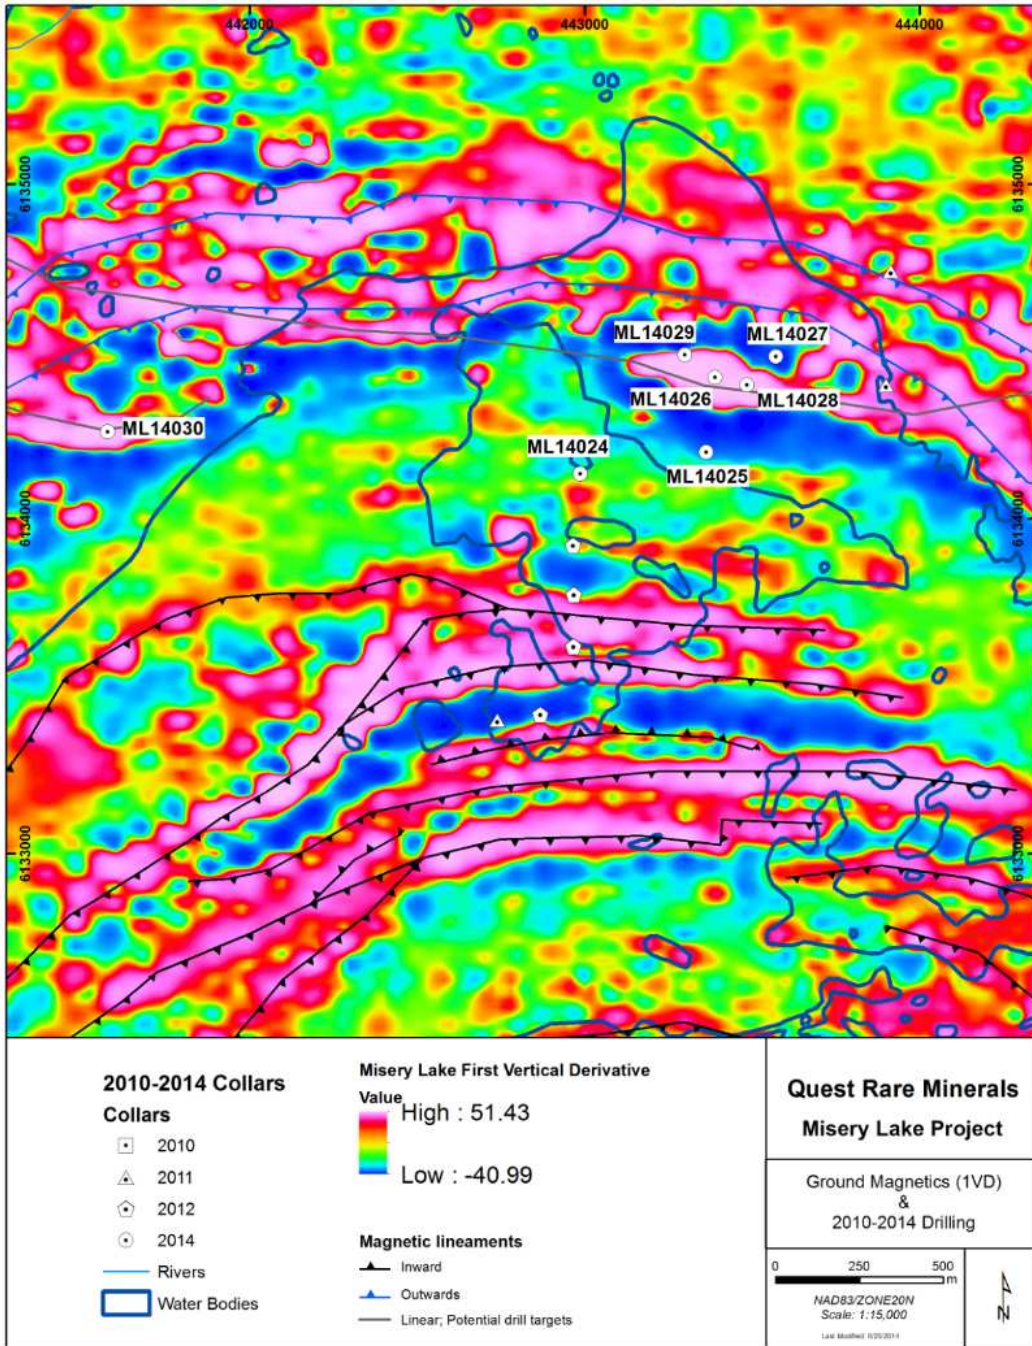 442000
443000
444000
6135000
6135000
ML14029
ML14027
ML14026
ML14028
ML14030
ML14024
ML14025
6134000
6134000
6133000
6133000
2010-2014 Collars
Collars
2010
2011
2012
2014
Rivers
Water Bodies
Misery Lake First Vertical Derivative
Value
High : 51.43
Low : -40.99
Magnetic lineaments
Inward
Outwards
Linear; Potential drill targets
Quest Rare Minerals
Misery Lake Project
Ground Magnetics (1VD)
&
2010-2014 Drilling
0 250 500
m
NAD83/ZONE20N
Scale: 1:15,000
Last Modified:
N